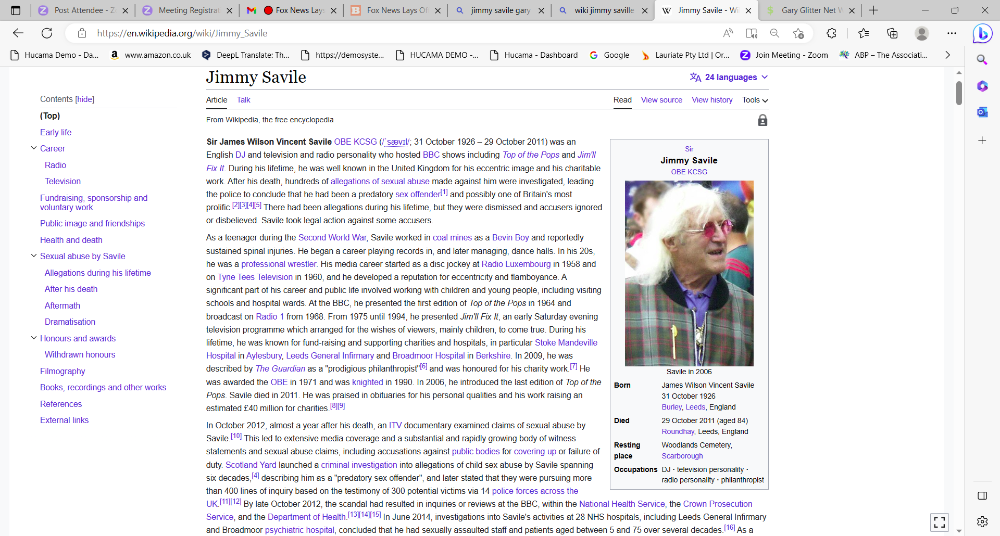 Post Attendee - Z
Meeting Registrat
Fox News Lays
Fox News Lays Of
jimmy savile gary
wiki jimmy saville
Jimmy Savile - Wi
Gary Glitter Net W
https://en.wikipedia.org/wiki/Jimmy_Savile
Hucama Demo - Da...
www.amazon.co.uk
DeepL Translate: Th...
https://demosyste...
HUCAMA DEMO -...
Hucama - Dashboard
Google
Lauriate Pty Ltd | Or...
Join Meeting - Zoom
ABP – The Associati...
Jimmy Savile
24 languages
Contents [hide]
(Top)
Early life
Career
Radio
Television
Fundraising, sponsorship and
voluntary work
Public image and friendships
Health and death
Sexual abuse by Savile
Allegations during his lifetime
After his death
Aftermath
Dramatisation
Honours and awards
Withdrawn honours
Filmography
Books, recordings and other works
References
External links
Article Talk
Read View source View history Tools
From Wikipedia, the free encyclopedia
Sir James Wilson Vincent Savile OBE KCSG (/ˈsævɪl/; 31 October 1926 – 29 October 2011) was an
English DJ and television and radio personality who hosted BBC shows including Top of the Pops and Jim'll
Fix It. During his lifetime, he was well known in the United Kingdom for his eccentric image and his charitable
work. After his death, hundreds of allegations of sexual abuse made against him were investigated, leading
the police to conclude that he had been a predatory sex offender[1] and possibly one of Britain's most
prolific.[2][3][4][5] There had been allegations during his lifetime, but they were dismissed and accusers ignored
or disbelieved. Savile took legal action against some accusers.
As a teenager during the Second World War, Savile worked in coal mines as a Bevin Boy and reportedly
sustained spinal injuries. He began a career playing records in, and later managing, dance halls. In his 20s,
he was a professional wrestler. His media career started as a disc jockey at Radio Luxembourg in 1958 and
on Tyne Tees Television in 1960, and he developed a reputation for eccentricity and flamboyance. A
significant part of his career and public life involved working with children and young people, including visiting
schools and hospital wards. At the BBC, he presented the first edition of Top of the Pops in 1964 and
broadcast on Radio 1 from 1968. From 1975 until 1994, he presented Jim'll Fix It, an early Saturday evening
television programme which arranged for the wishes of viewers, mainly children, to come true. During his
lifetime, he was known for fund-raising and supporting charities and hospitals, in particular Stoke Mandeville
Hospital in Aylesbury, Leeds General Infirmary and Broadmoor Hospital in Berkshire. In 2009, he was
described by The Guardian as a "prodigious philanthropist"[6] and was honoured for his charity work.[7] He
was awarded the OBE in 1971 and was knighted in 1990. In 2006, he introduced the last edition of Top of the
Pops. Savile died in 2011. He was praised in obituaries for his personal qualities and his work raising an
estimated £40 million for charities.[8][9]
In October 2012, almost a year after his death, an ITV documentary examined claims of sexual abuse by
Savile.[10] This led to extensive media coverage and a substantial and rapidly growing body of witness
statements and sexual abuse claims, including accusations against public bodies for covering up or failure of
duty. Scotland Yard launched a criminal investigation into allegations of child sex abuse by Savile spanning
six decades,[4] describing him as a "predatory sex offender", and later stated that they were pursuing more
than 400 lines of inquiry based on the testimony of 300 potential victims via 14 police forces across the
UK.[11][12] By late October 2012, the scandal had resulted in inquiries or reviews at the BBC, within the National Health Service, the Crown Prosecution
Service, and the Department of Health.[13][14][15] In June 2014, investigations into Savile's activities at 28 NHS hospitals, including Leeds General Infirmary
and Broadmoor psychiatric hospital, concluded that he had sexually assaulted staff and patients aged between 5 and 75 over several decades.[16] As a
Sir
Jimmy Savile
OBE KCSG
Savile in 2006
Born James Wilson Vincent Savile
31 October 1926
Burley, Leeds, England
Died 29 October 2011 (aged 84)
Roundhay, Leeds, England
Resting Woodlands Cemetery,
place Scarborough
Occupations DJ · television personality ·
radio personality · philanthropist